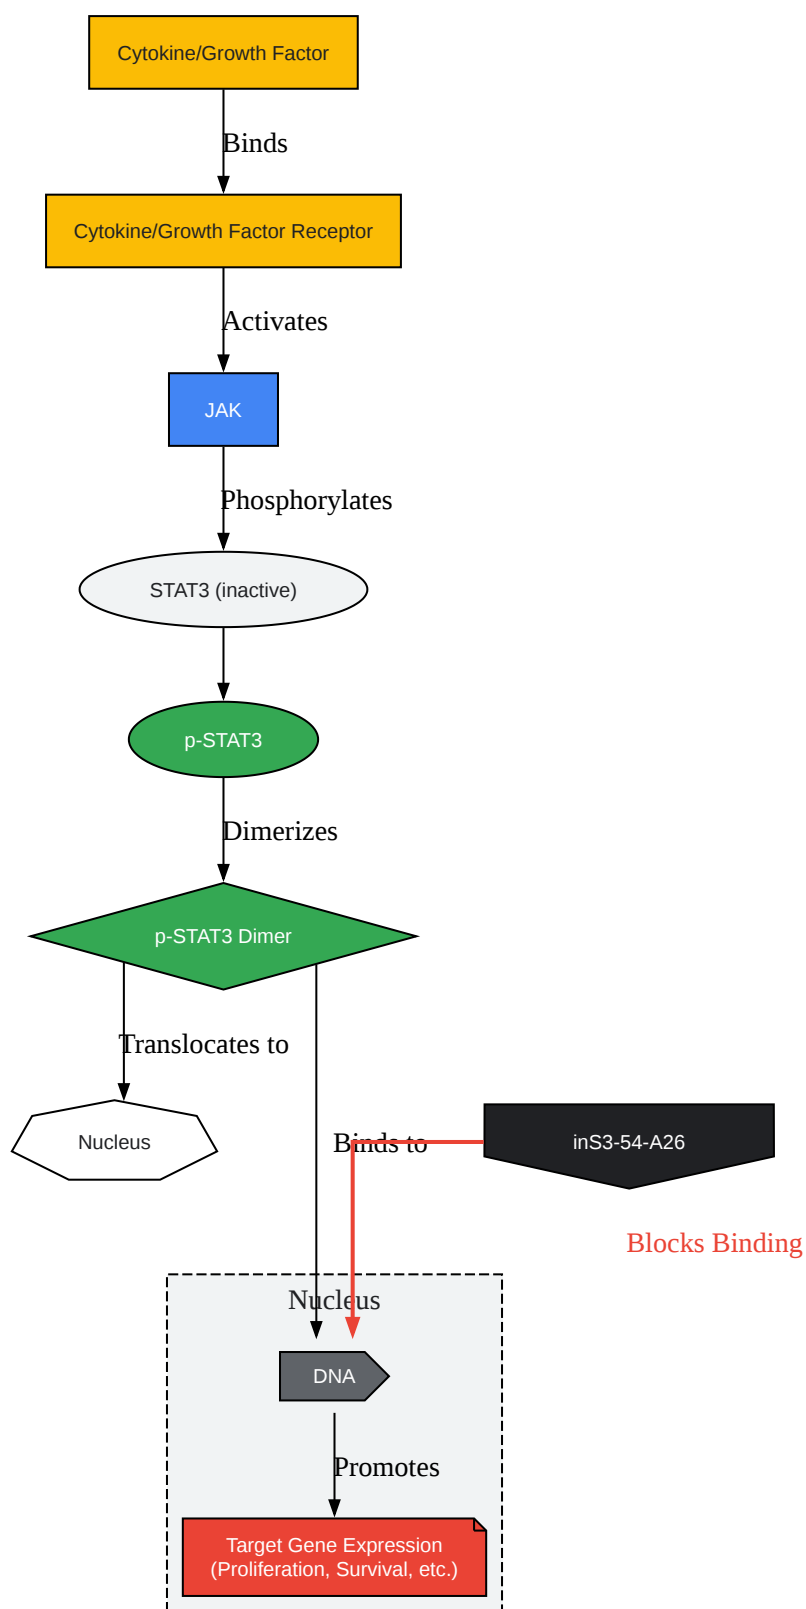 Cytokine/Growth Factor
Binds
Cytokine/Growth Factor Receptor
Activates
JAK
Phosphorylates
STAT3 (inactive)
p-STAT3
Dimerizes
p-STAT3 Dimer
Translocates to
Nucleus
Binds to
inS3-54-A26
Blocks Binding
Nucleus
DNA
Promotes
Target Gene Expression
(Proliferation, Survival, etc.)